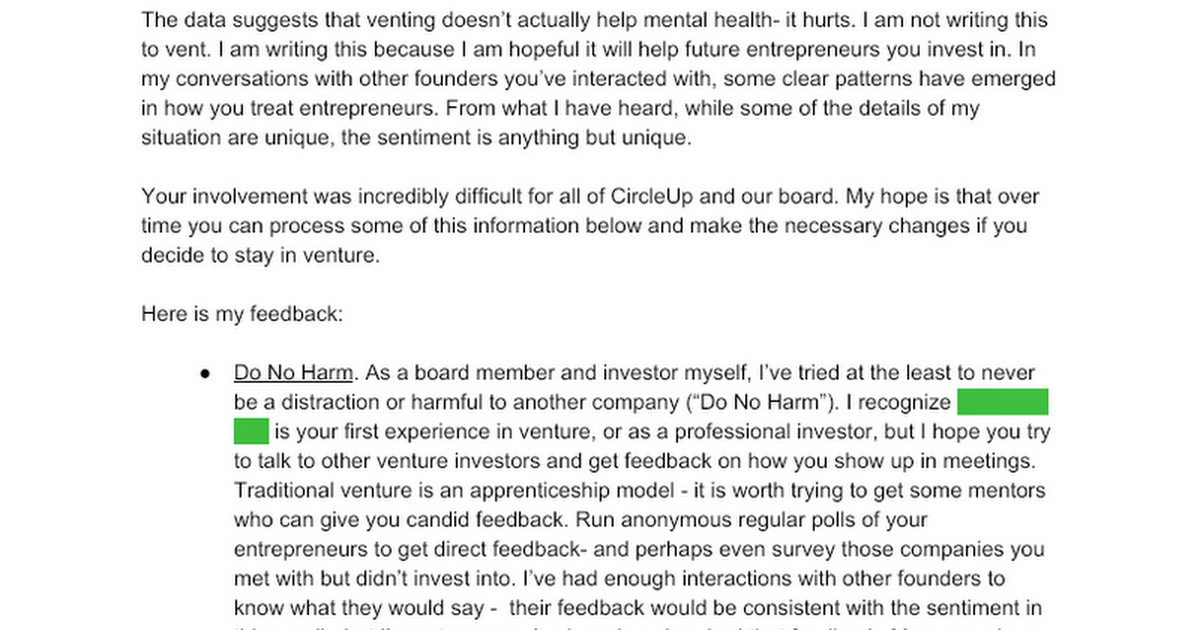 The data suggests that venting doesn’t actually help mental health- it hurts. I am not writing this
to vent. I am writing this because I am hopeful it will help future entrepreneurs you invest in. In
my conversations with other founders you’ve interacted with, some clear patterns have emerged
in how you treat entrepreneurs. From what I have heard, while some of the details of my
situation are unique, the sentiment is anything but unique.
Your involvement was incredibly difficult for all of CircleUp and our board. My hope is that over
time you can process some of this information below and make the necessary changes if you
decide to stay in venture.
Here is my feedback:
● Do No Harm. As a board member and investor myself, I’ve tried at the least to never
be a distraction or harmful to another company (“Do No Harm”). I recognize
is your first experience in venture, or as a professional investor, but I hope you try
to talk to other venture investors and get feedback on how you show up in meetings.
Traditional venture is an apprenticeship model - it is worth trying to get some mentors
who can give you candid feedback. Run anonymous regular polls of your
entrepreneurs to get direct feedback- and perhaps even survey those companies you
met with but didn’t invest into. I’ve had enough interactions with other founders to
know what they would say - their feedback would be consistent with the sentiment in